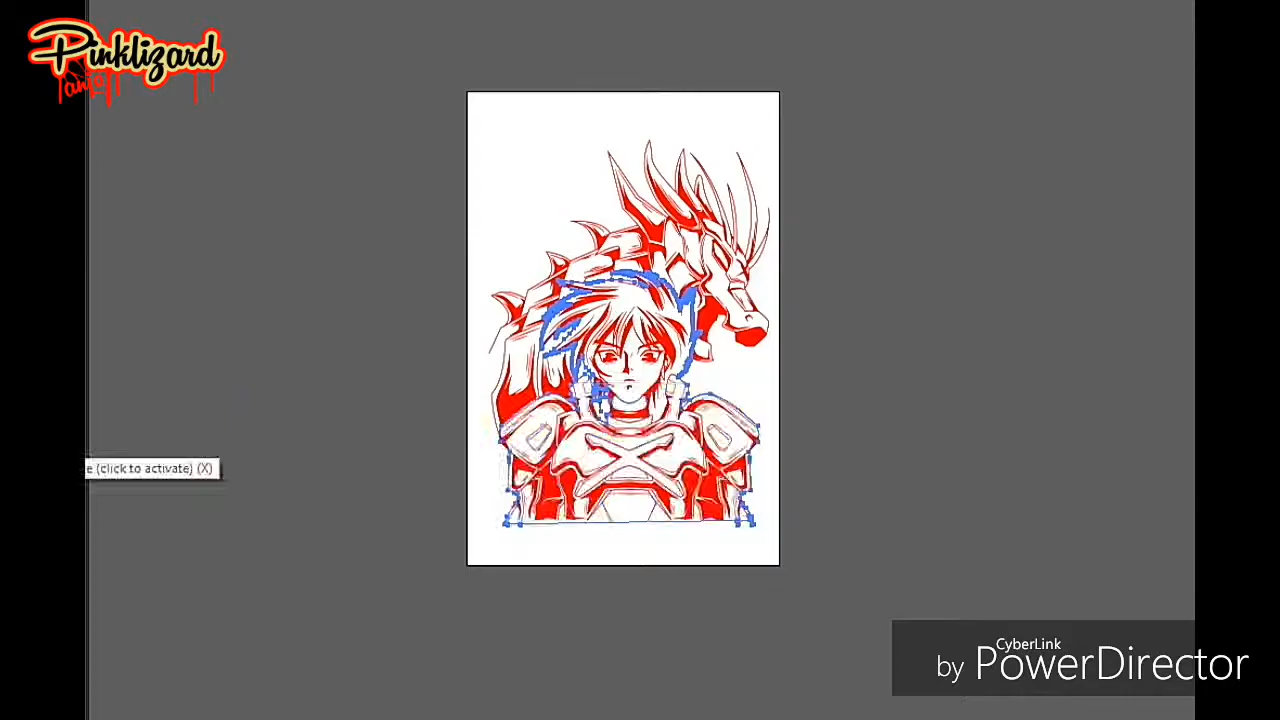 Pinklizard
e (click to activate) (X)
CyberLink
by PowerDirector